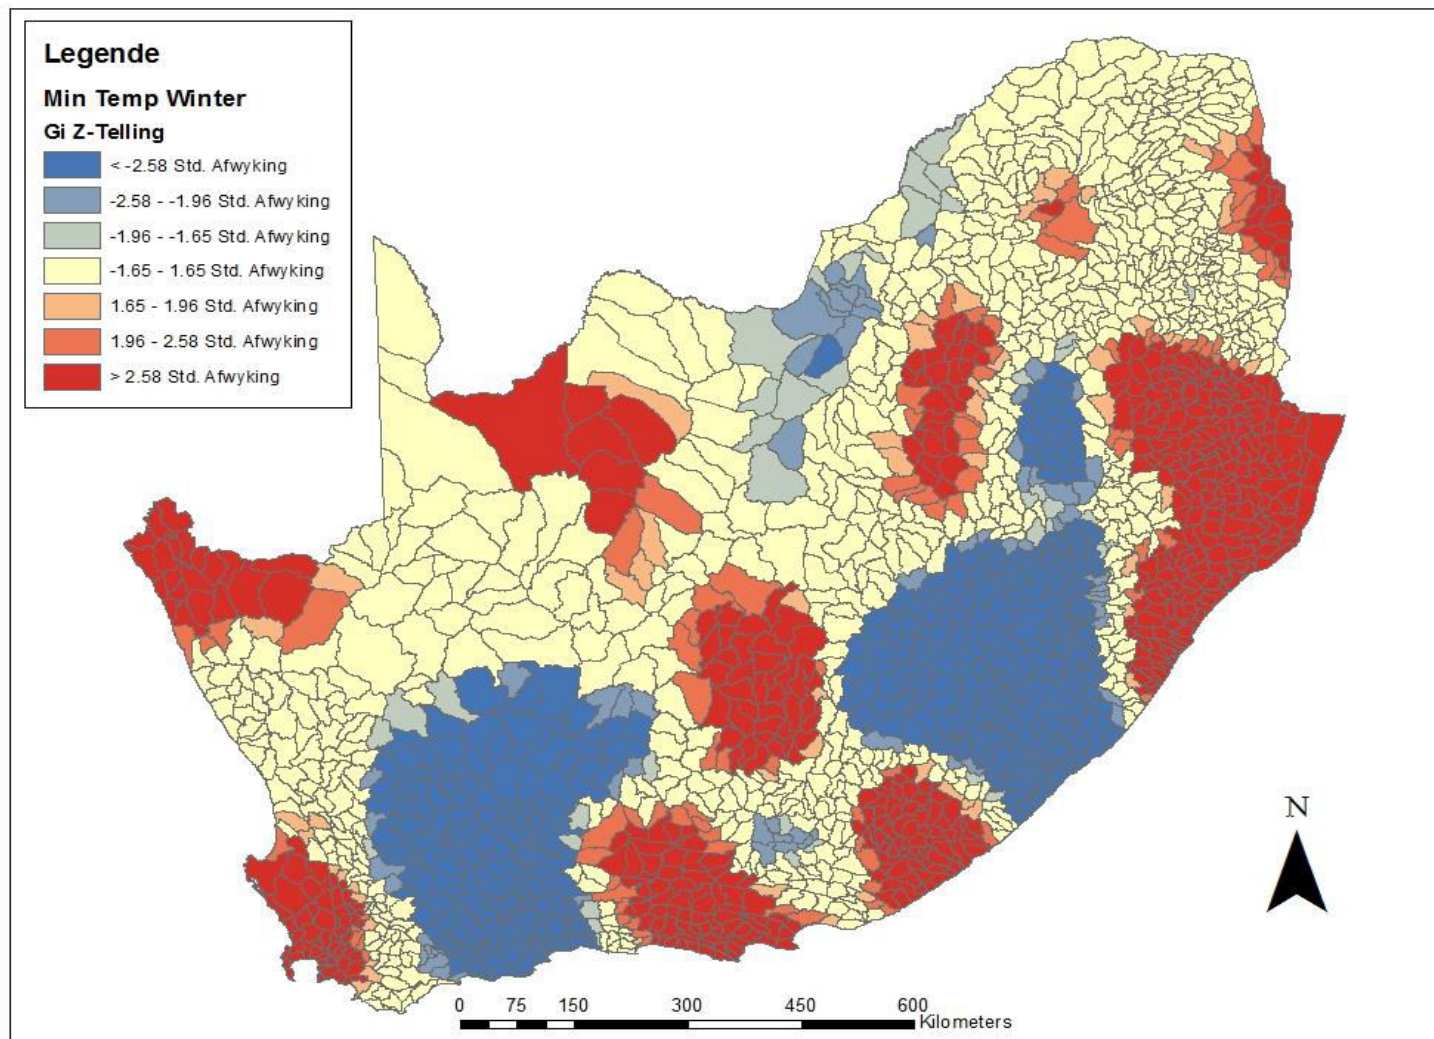 Legende
Min Temp Winter
Gi Z-Telling
< -2.58 Std. Afwyking
-2.58 - -1.96 Std. Afwyking
-1.96 - -1.65 Std. Afwyking
-1.65 - 1.65 Std. Afwyking
1.65 - 1.96 Std. Afwyking
1.96 - 2.58 Std. Afwyking
> 2.58 Std. Afwyking
N
0 75 150 300 450 600
Kilometers